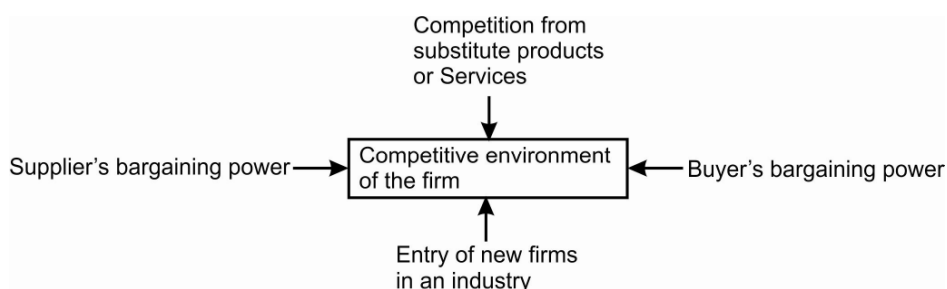 Competition from
substitute products
or Services
Supplier's bargaining power
Competitive environment
of the firm
Buyer's bargaining power
Entry of new firms
in an industry